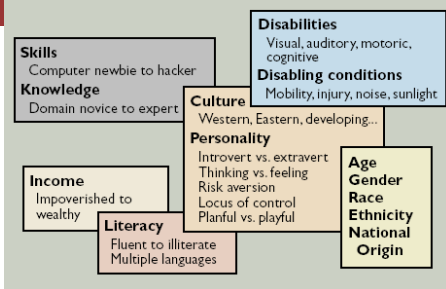 Disabilities
Visual, auditory, motoric,
cognitive
Disabling conditions
Mobility, injury, noise, sunlight
Skills
Computer newbie to hacker
Knowledge
Domain novice to expert
Culture
Western, Eastern, developing...
Personality
Introvert vs. extravert
Thinking vs. feeling
Risk aversion
Locus of control
Planful vs. playful
Age
Gender
Race
Ethnicity
National
Origin
Income
Impoverished to
wealthy
Literacy
Fluent to illiterate
Multiple languages